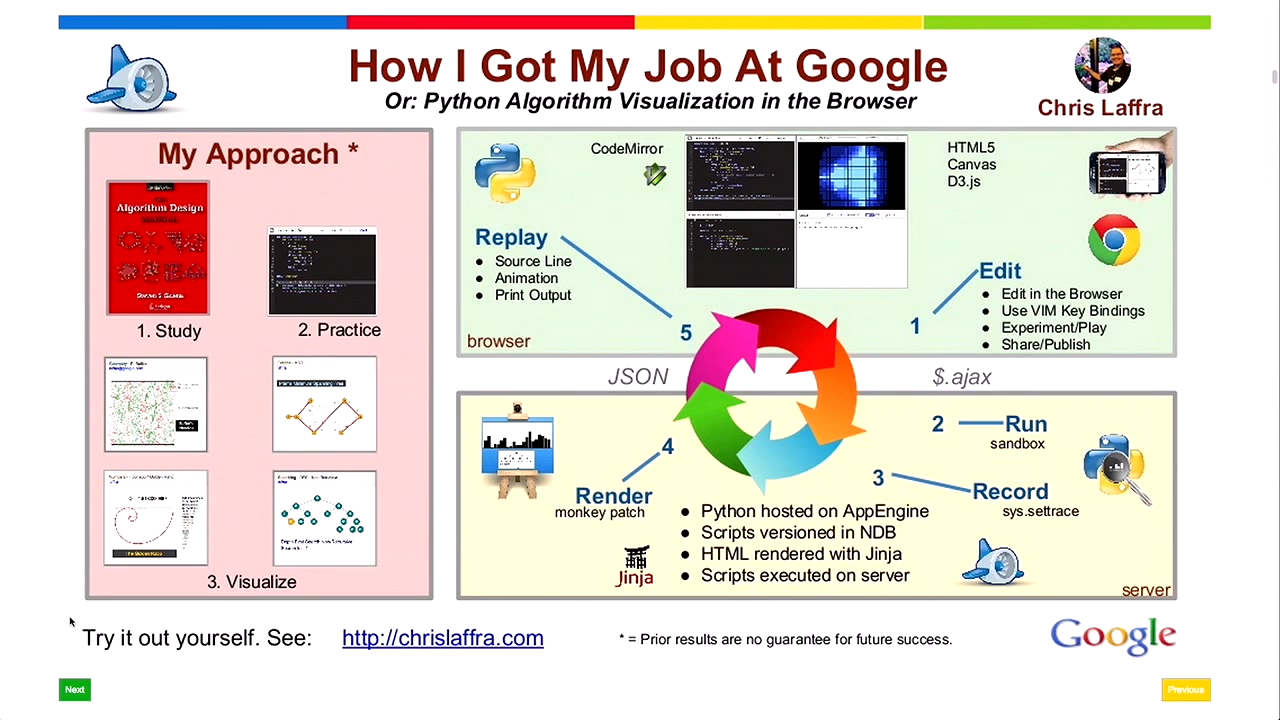 How I Got My Job At Google
Or: Python Algorithm Visualization in the Browser
Chris Laffra
My Approach *
Algorithm Design
1. Study
2. Practice
3. Visualize
CodeMirror
HTML5
Canvas
D3.js
Replay
● Source Line
● Animation
● Print Output
5
browser
1
Edit
● Edit in the Browser
● Use VIM Key Bindings
● Experiment/Play
● Share/Publish
JSON
$.ajax
2
Run
sandbox
3
Record
sys.settrace
4
Render
monkey patch
● Python hosted on AppEngine
● Scripts versioned in NDB
● HTML rendered with Jinja
● Scripts executed on server
Jinja
server
Try it out yourself. See: http://chrislaffra.com
* = Prior results are no guarantee for future success.
Google
Next
Previous